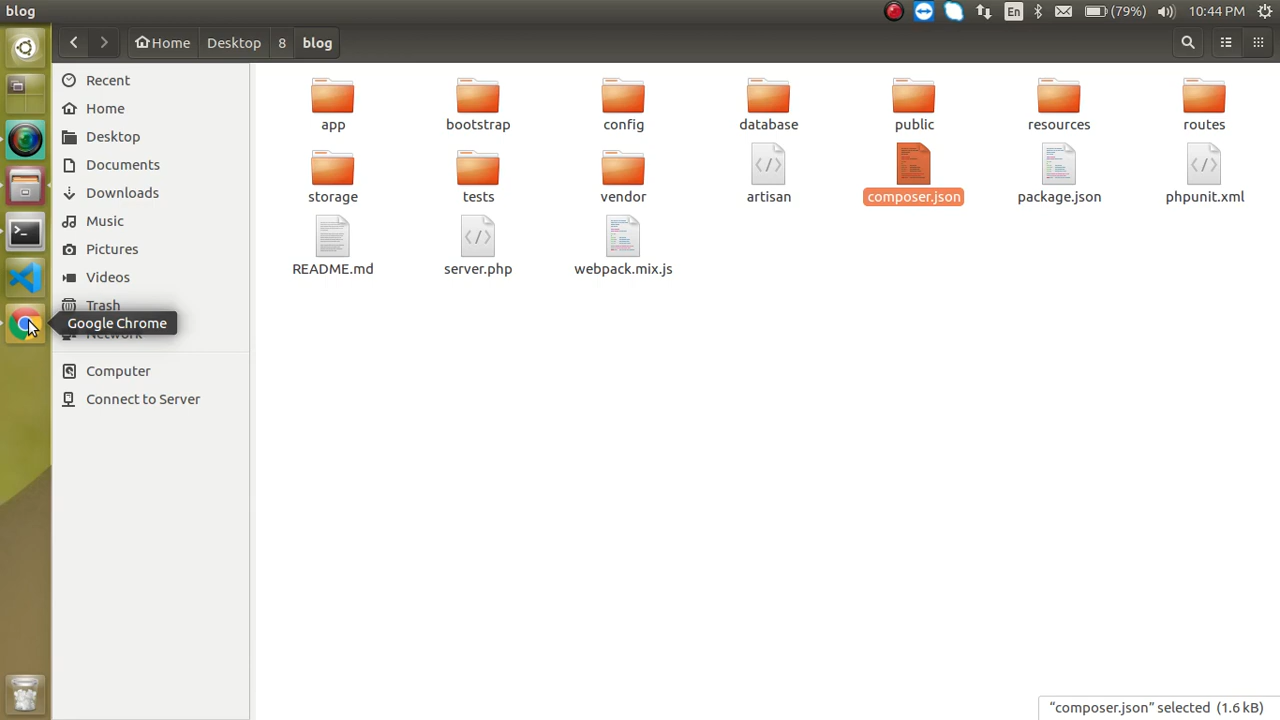 blog
En
(79%)
10:44 PM
Home
Desktop
8
blog
Recent
Home
Desktop
Documents
Downloads
Music
Pictures
Videos
Trash
Network
Computer
Connect to Server
Google Chrome
app
bootstrap
config
database
public
resources
routes
storage
tests
vendor
artisan
composer.json
package.json
phpunit.xml
README.md
server.php
webpack.mix.js
“composer.json” selected (1.6 kB)